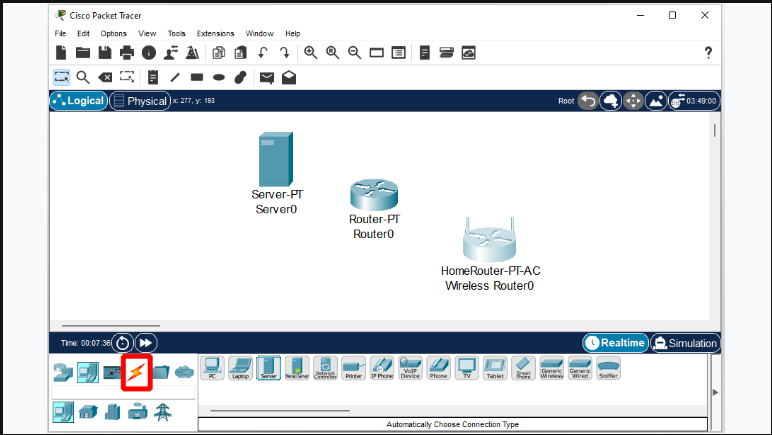 Cisco Packet Tracer
File Edit Options View Tools Extensions Window Help
Logical Physical x: 277, y: 193 Root 03:49:00
Server-PT
Server0
Router-PT
Router0
HomeRouter-PT-AC
Wireless Router0
Time: 00:07:36 Realtime Simulation
PC Laptop Server Meraki Server Network Controller Printer IP Phone VoIP Device Phone TV Tablet Smart Phone Generic Wireless Generic Wired Sniffer
Automatically Choose Connection Type